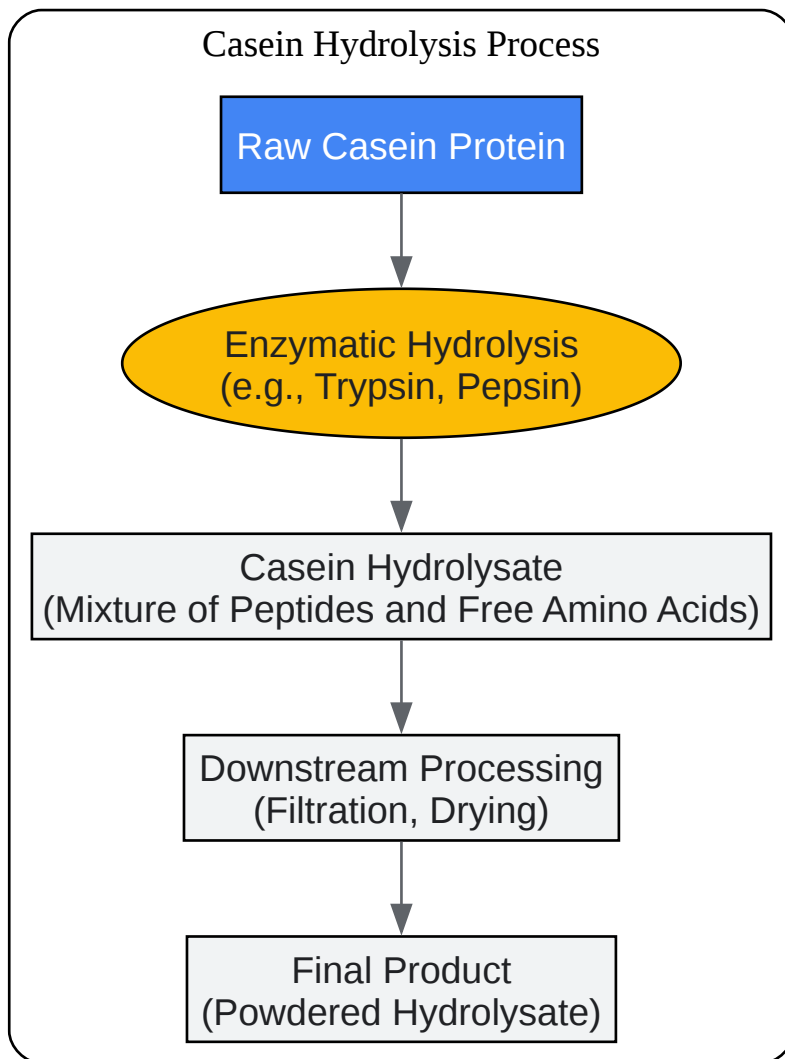 Casein Hydrolysis Process
Raw Casein Protein
Enzymatic Hydrolysis
(e.g., Trypsin, Pepsin)
Casein Hydrolysate
(Mixture of Peptides and Free Amino Acids)
Downstream Processing
(Filtration, Drying)
Final Product
(Powdered Hydrolysate)